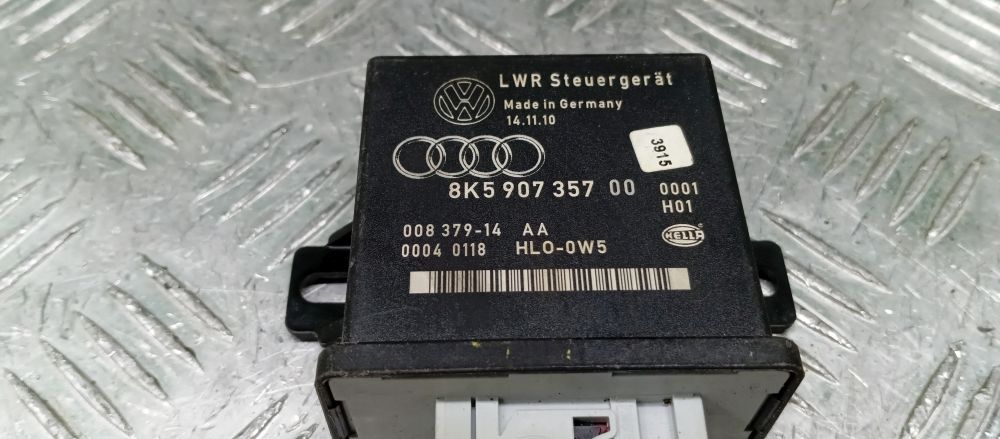 LWR Steuergerät
Made in Germany
14.11.10
3915
8K5 907 357 00 0001
H01
008 379-14 AA
0004 0118 HLO-0W5
HELLA